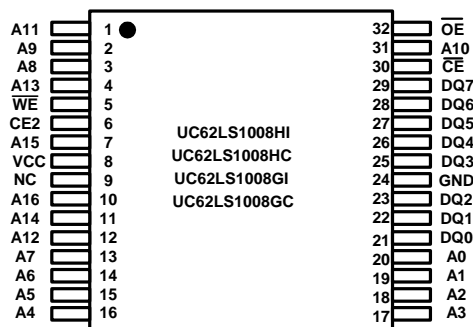 A11 1 32 OE
A9 2 31 A10
A8 3 30 CE
A13 4 29 DQ7
WE 5 28 DQ6
CE2 6 27 DQ5
A15 7 26 DQ4
VCC 8 25 DQ3
NC 9 24 GND
A16 10 23 DQ2
A14 11 22 DQ1
A12 12 21 DQ0
A7 13 20 A0
A6 14 19 A1
A5 15 18 A2
A4 16 17 A3
UC62LS1008HI
UC62LS1008HC
UC62LS1008GI
UC62LS1008GC